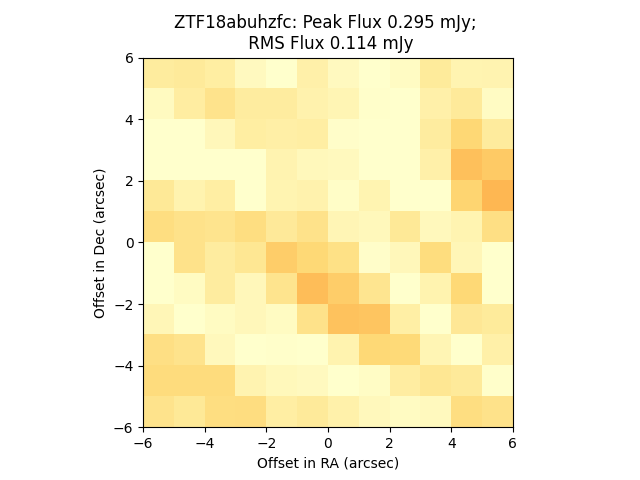 ZTF18abuhzfc: Peak Flux 0.295 mJy;
RMS Flux 0.114 mJy
6
4
2
0
−2
−4
−6
Offset in Dec (arcsec)
−6 −4 −2 0 2 4 6
Offset in RA (arcsec)